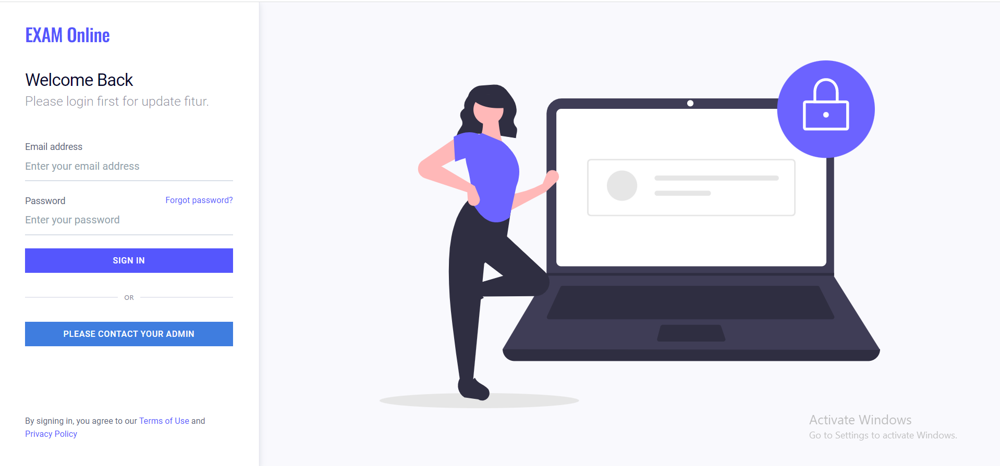 EXAM Online
Welcome Back
Please login first for update fitur.
Email address
Enter your email address
Password
Forgot password?
Enter your password
SIGN IN
OR
PLEASE CONTACT YOUR ADMIN
By signing in, you agree to our Terms of Use and
Privacy Policy
Activate Windows
Go to Settings to activate Windows.